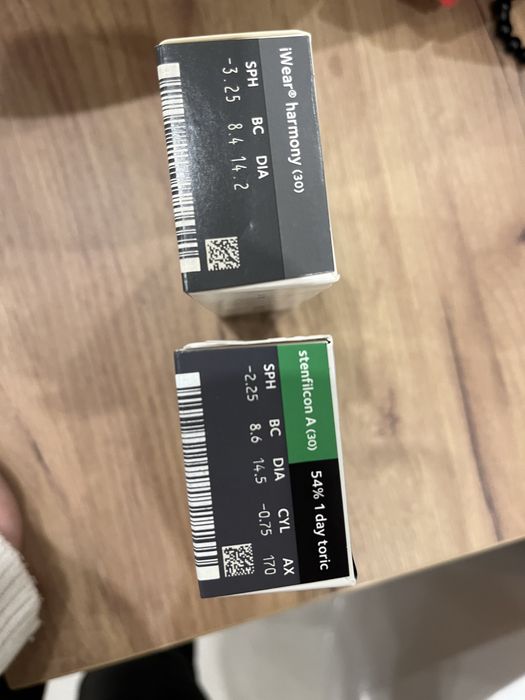 iWear® harmony (30)
SPH BC DIA
-3.25 8.4 14.2
stenfilcon A (30) 54% 1 day toric
SPH BC DIA CYL AX
-2.25 8.6 14.5 -0.75 170